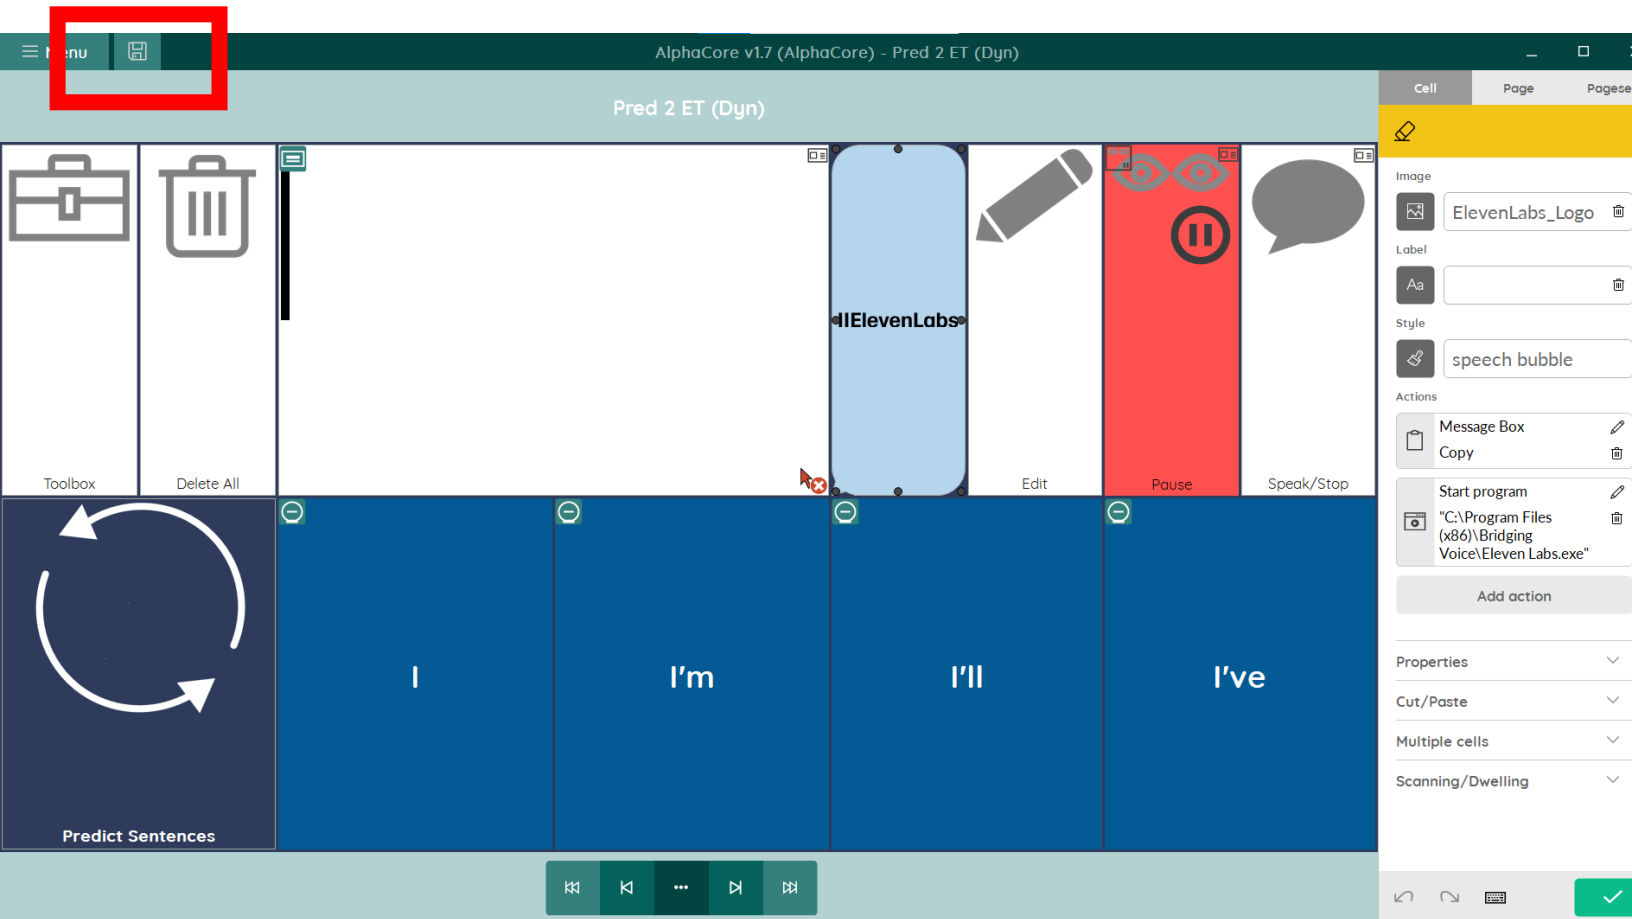 Menu
AlphaCore v1.7 (AlphaCore) - Pred 2 ET (Dyn)
Pred 2 ET (Dyn)
Cell
Page
Pagese
Image
ElevenLabs_Logo
Label
Aa
Style
speech bubble
Actions
Message Box
Copy
Start program
"C:\Program Files
(x86)\Bridging
Voice\Eleven Labs.exe"
Add action
Properties
Cut/Paste
Multiple cells
Scanning/Dwelling
IIElevenLabs
Toolbox
Delete All
Edit
Pause
Speak/Stop
Predict Sentences
I
I'm
I'll
I've